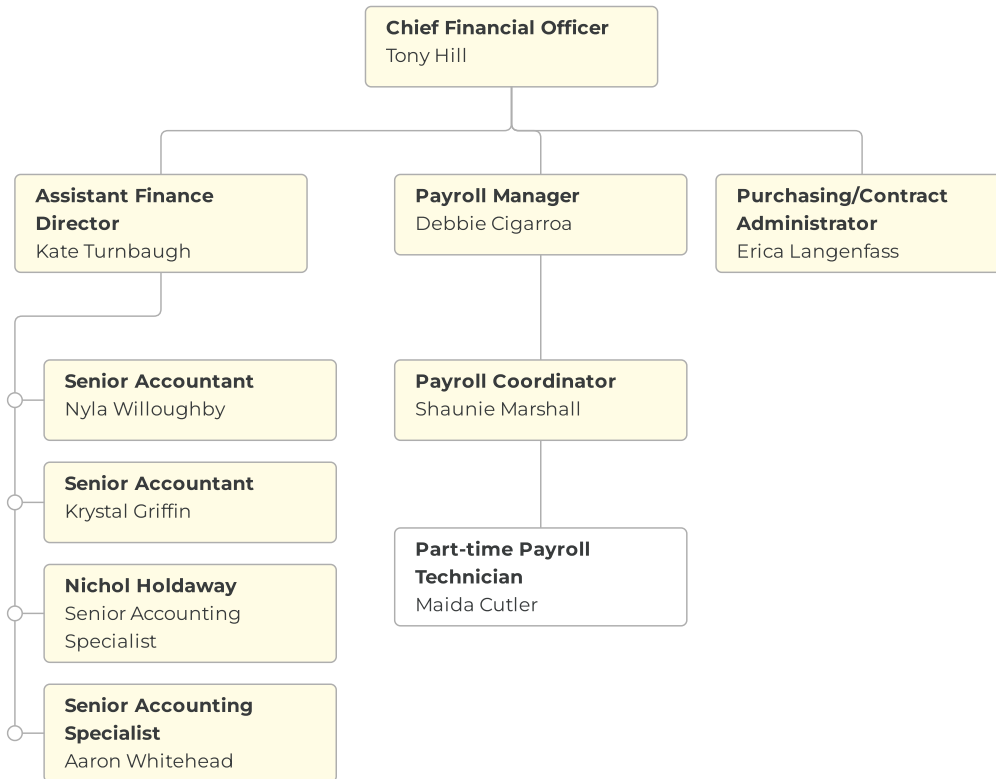 Chief Financial Officer
Tony Hill
Assistant Finance
Director
Kate Turnbaugh
Payroll Manager
Debbie Cigarroa
Purchasing/Contract
Administrator
Erica Langenfass
Senior Accountant
Nyla Willoughby
Senior Accountant
Krystal Griffin
Nichol Holdaway
Senior Accounting
Specialist
Senior Accounting
Specialist
Aaron Whitehead
Payroll Coordinator
Shaunie Marshall
Part-time Payroll
Technician
Maida Cutler